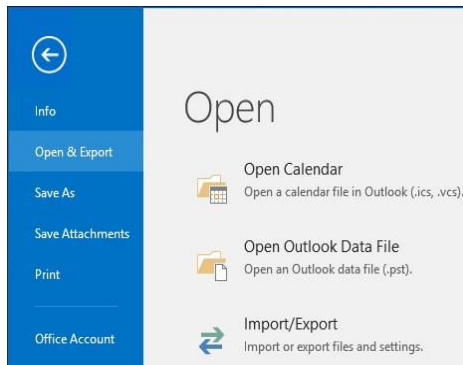 Info
Open & Export
Save As
Save Attachments
Print
Office Account
Open
Open Calendar
Open a calendar file in Outlook (.ics, .vcs).
Open Outlook Data File
Open an Outlook data file (.pst).
Import/Export
Import or export files and settings.